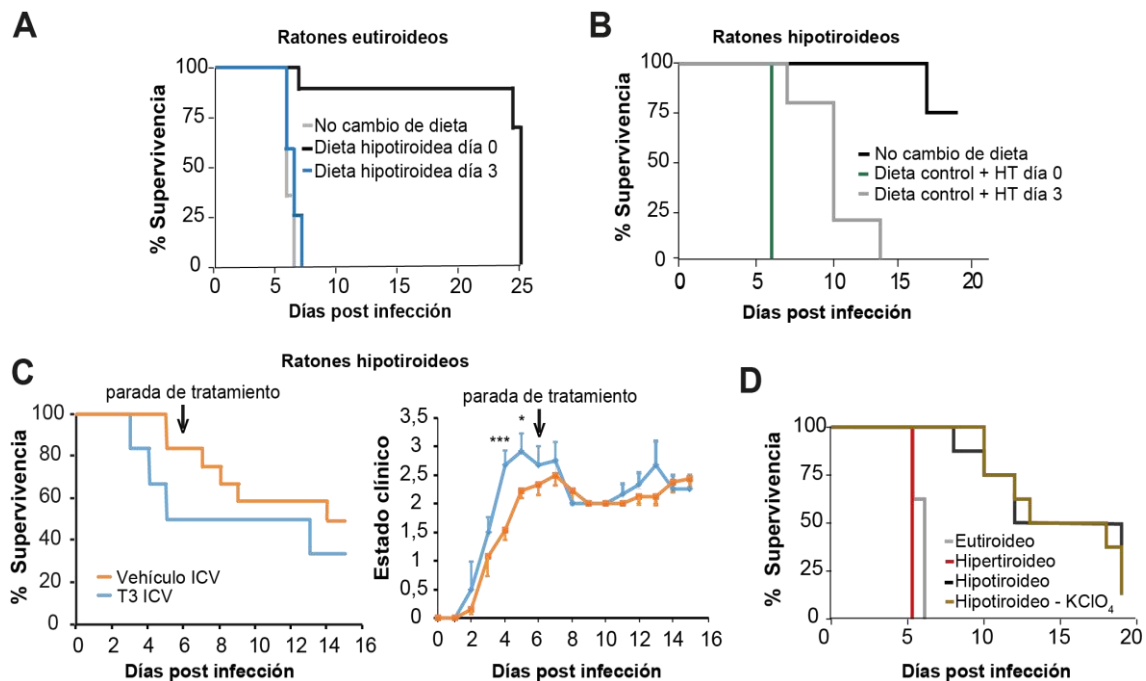 A
Ratones eutiroideos
% Supervivencia
100
75
50
25
0
No cambio de dieta
Dieta hipotiroidea día 0
Dieta hipotiroidea día 3
0 5 10 15 20 25
Días post infección
B
Ratones hipotiroideos
% Supervivencia
100
75
50
25
0
No cambio de dieta
Dieta control + HT día 0
Dieta control + HT día 3
0 5 10 15 20
Días post infección
C
Ratones hipotiroideos
parada de tratamiento
% Supervivencia
100
80
60
40
20
0
Vehículo ICV
T3 ICV
0 2 4 6 8 10 12 14 16
Días post infección
parada de tratamiento
Estado clínico
3,5
3
2.5
2.0
1,5
1,0
0,5
0
*** *
0 2 4 6 8 10 12 14 16
Días post infección
D
% Supervivencia
100
75
50
25
0
Eutiroideo
Hipertiroideo
Hipotiroideo
Hipotiroideo - KClO₄
0 5 10 15 20
Días post infección